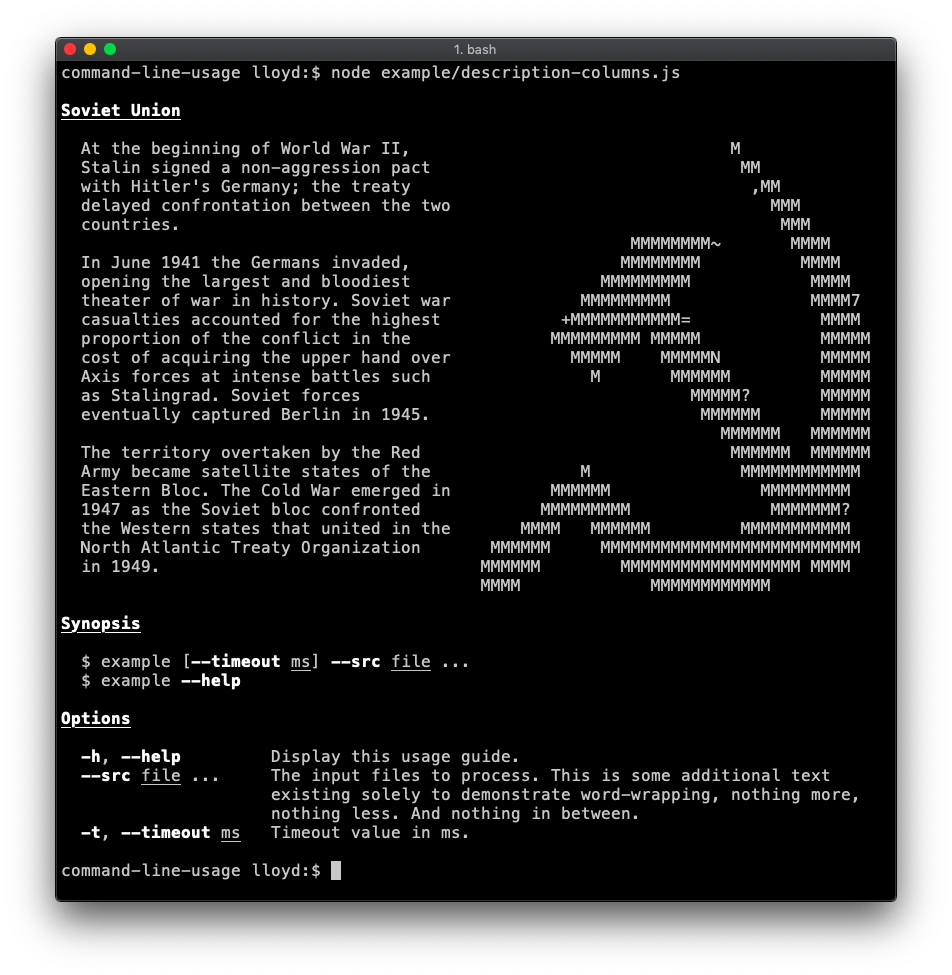 1. bash
command-line-usage lloyd:$ node example/description-columns.js
Soviet Union
At the beginning of World War II,                                M
Stalin signed a non-aggression pact                               MM
with Hitler's Germany; the treaty                                  ,MM
delayed confrontation between the two                                MMM
countries.                                                            MMM
                                                       MMMMMMMM~       MMMM
In June 1941 the Germans invaded,                     MMMMMMMM          MMMM
opening the largest and bloodiest                   MMMMMMMMM            MMMM
theater of war in history. Soviet war             MMMMMMMMM              MMMM7
casualties accounted for the highest            +MMMMMMMMMMM=             MMMM
proportion of the conflict in the              MMMMMMMMM MMMMM            MMMMM
cost of acquiring the upper hand over            MMMMM    MMMMMN          MMMMM
Axis forces at intense battles such                M       MMMMMM         MMMMM
as Stalingrad. Soviet forces                                 MMMMM?       MMMMM
eventually captured Berlin in 1945.                           MMMMMM      MMMMM
                                                                MMMMMM   MMMMMM
The territory overtaken by the Red                               MMMMMM  MMMMMM
Army became satellite states of the               M               MMMMMMMMMMMM
Eastern Bloc. The Cold War emerged in          MMMMMM               MMMMMMMMM
1947 as the Soviet bloc confronted            MMMMMMMMM              MMMMMMM?
the Western states that united in the       MMMM   MMMMMM         MMMMMMMMMMM
North Atlantic Treaty Organization       MMMMMM     MMMMMMMMMMMMMMMMMMMMMMMMMM
in 1949.                                MMMMMM        MMMMMMMMMMMMMMMMMM MMMM
                                        MMMM             MMMMMMMMMMMM
Synopsis
$ example [--timeout ms] --src file ...
$ example --help
Options
-h, --help         Display this usage guide.
--src file ...     The input files to process. This is some additional text
                   existing solely to demonstrate word-wrapping, nothing more,
                   nothing less. And nothing in between.
-t, --timeout ms   Timeout value in ms.
command-line-usage lloyd:$